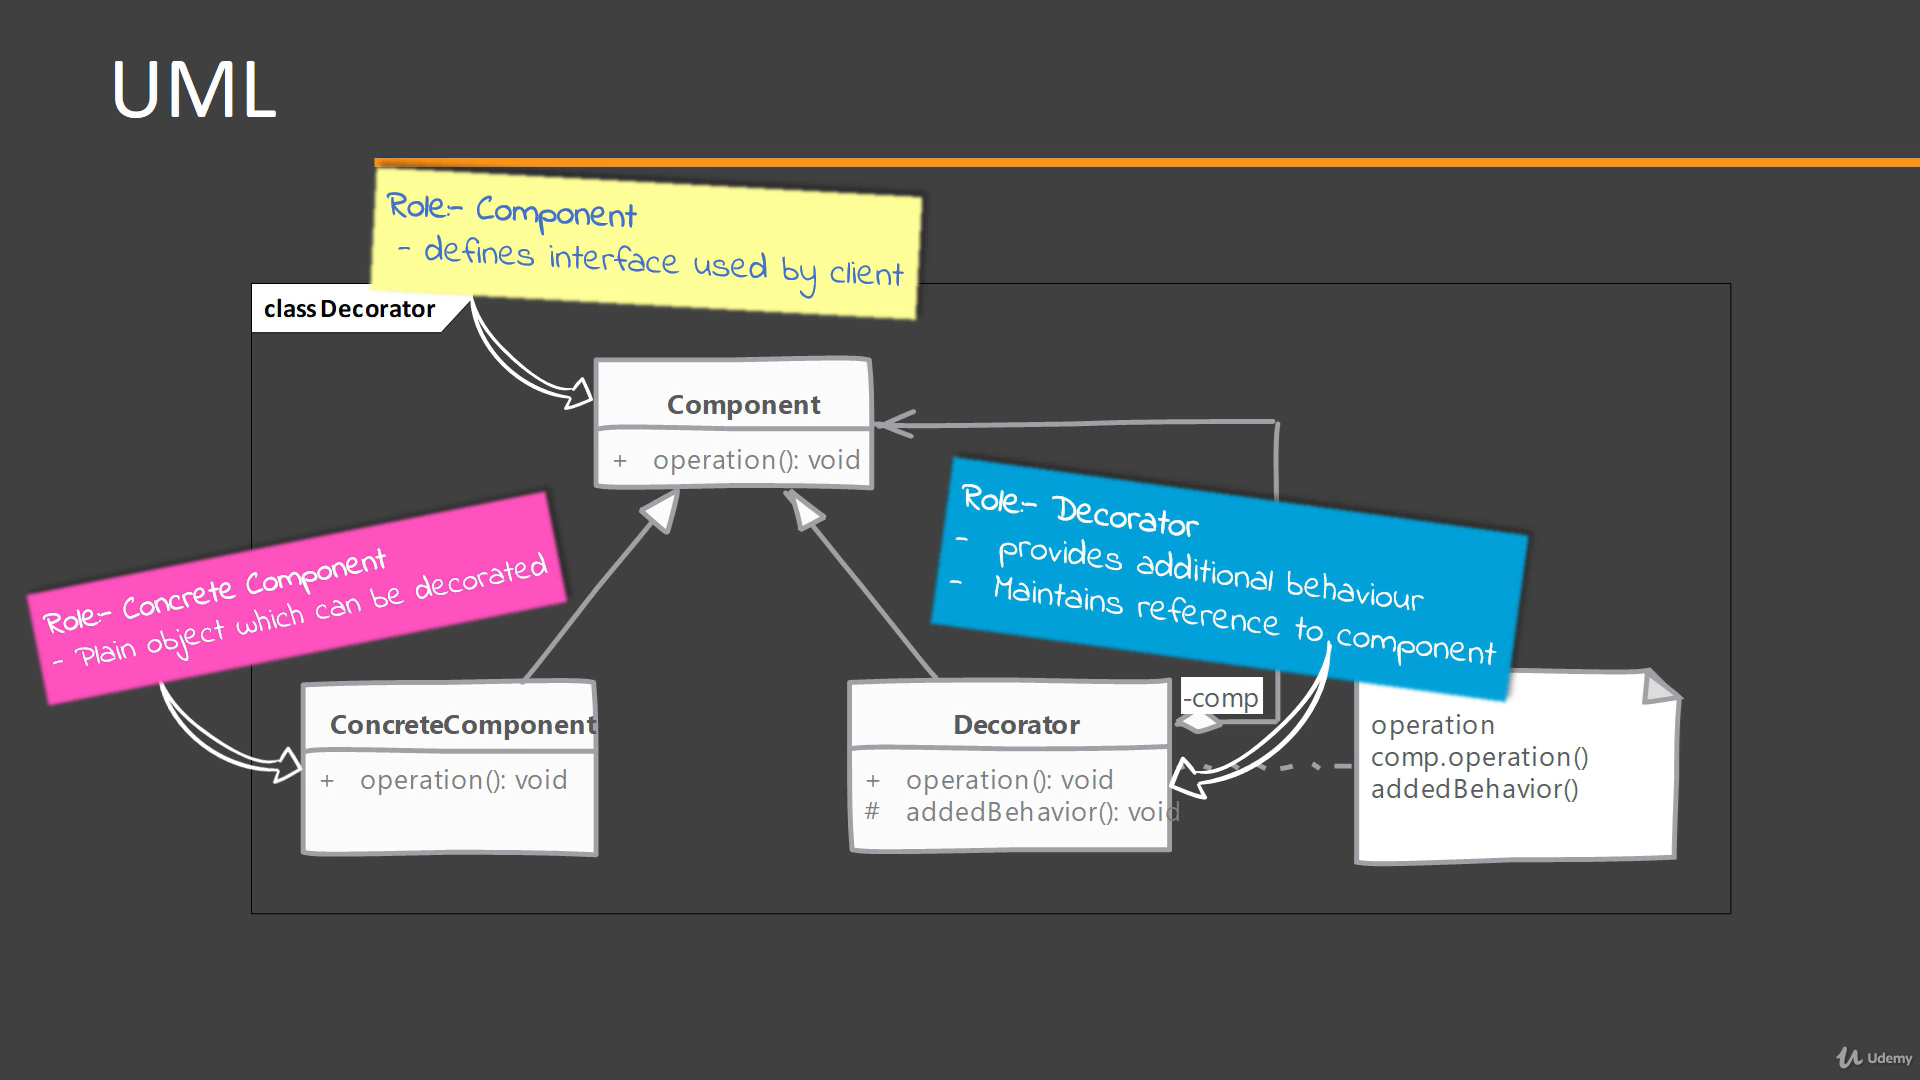 UML
Role:- Component
- defines interface used by client
class Decorator
Component
+ operation(): void
Role:- Decorator
- provides additional behaviour
- Maintains reference to component
Role:- Concrete Component
- Plain object which can be decorated
-comp
ConcreteComponent
+ operation(): void
Decorator
+ operation(): void
# addedBehavior(): void
operation
comp.operation()
addedBehavior()
Udemy